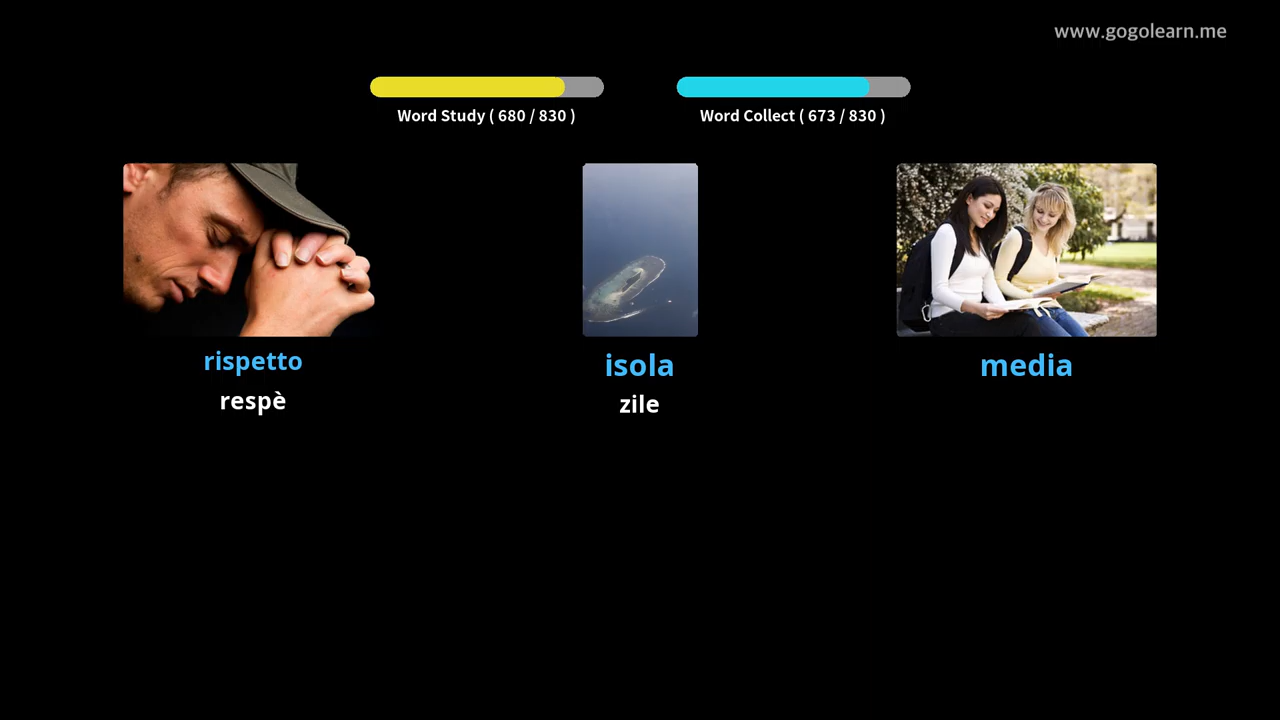 www.gogolearn.me
Word Study ( 680 / 830 )
Word Collect ( 673 / 830 )
rispetto
respè
isola
zile
media